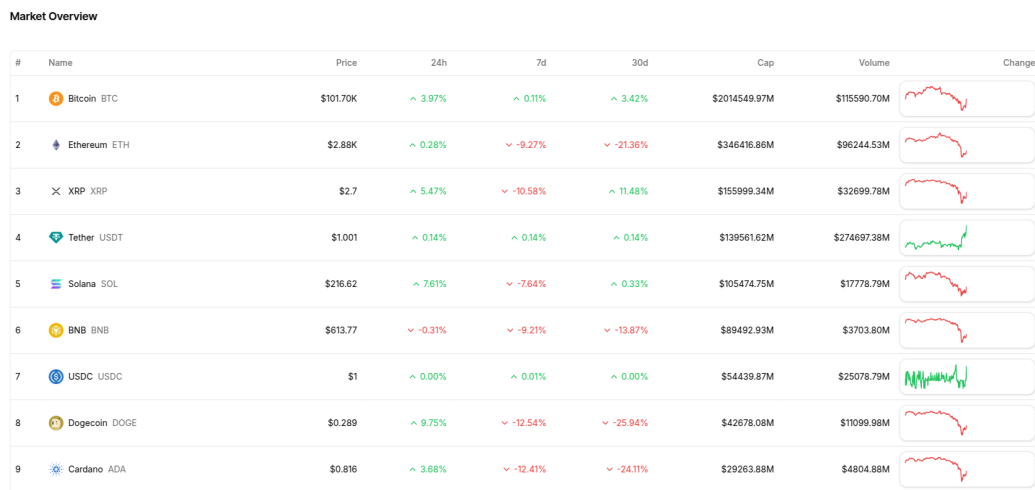 Market Overview
# Name Price 24h 7d 30d Cap Volume Change
1 Bitcoin BTC $101.70K 3.97% 0.11% 3.42% $2014549.97M $115590.70M
2 Ethereum ETH $2.88K 0.28% -9.27% -21.36% $346416.86M $96244.53M
3 XRP XRP $2.7 5.47% -10.58% 11.48% $155999.34M $32699.78M
4 Tether USDT $1.001 0.14% 0.14% 0.14% $139561.62M $274697.38M
5 Solana SOL $216.62 7.61% -7.64% 0.33% $105474.75M $17778.79M
6 BNB BNB $613.77 -0.31% -9.21% -13.87% $89492.93M $3703.80M
7 USDC USDC $1 0.00% 0.01% 0.00% $54439.87M $25078.79M
8 Dogecoin DOGE $0.289 9.75% -12.54% -25.94% $42678.08M $11099.98M
9 Cardano ADA $0.816 3.68% -12.41% -24.11% $29263.88M $4804.88M